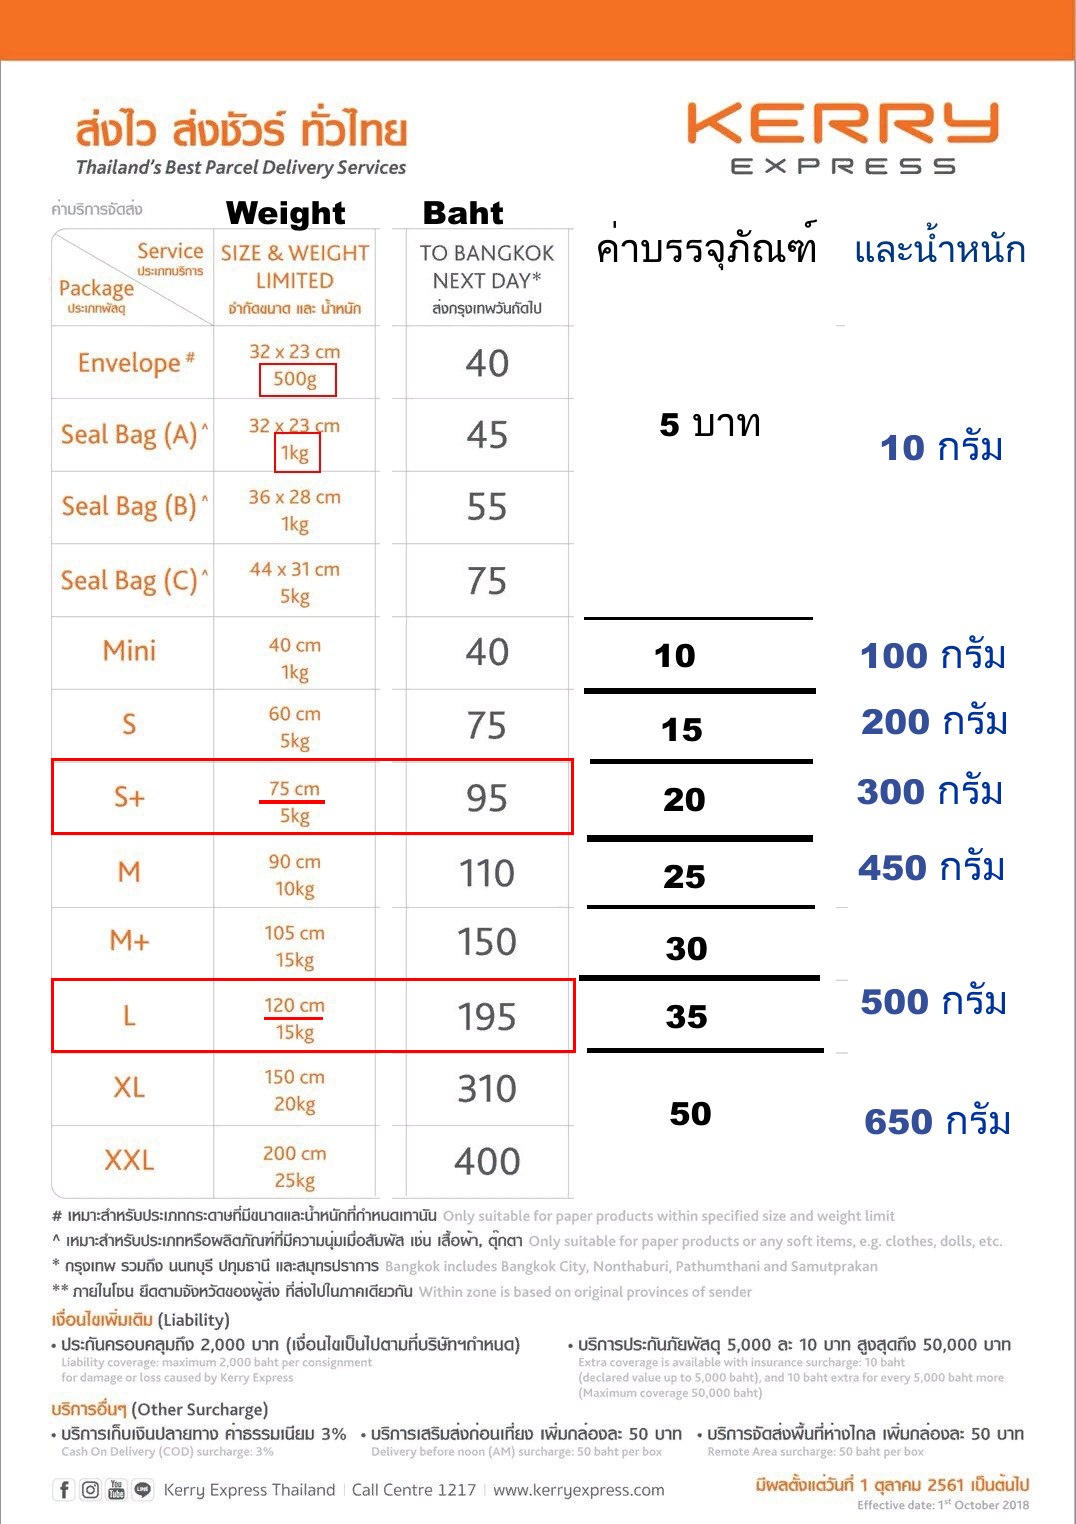 ส่งไว ส่งชัวร์ ทั่วไทย
Thailand's Best Parcel Delivery Services
KERRY
EXPRESS
ค่าบริการจัดส่ง
Weight Baht
Service
ประเภทบริการ
Package
ประเภทพัสดุ
SIZE & WEIGHT
LIMITED
จำกัดขนาด และ น้ำหนัก
TO BANGKOK
NEXT DAY*
ส่งกรุงเทพวันถัดไป
ค่าบรรจุภัณฑ์ และน้ำหนัก
Envelope #
32 x 23 cm
500g
40
Seal Bag (A) ^
32 x 23 cm
1kg
45
5 บาท
10 กรัม
Seal Bag (B) ^
36 x 28 cm
1kg
55
Seal Bag (C) ^
44 x 31 cm
5kg
75
Mini
40 cm
1kg
40
10
100 กรัม
S
60 cm
5kg
75
15
200 กรัม
S+
75 cm
5kg
95
20
300 กรัม
M
90 cm
10kg
110
25
450 กรัม
M+
105 cm
15kg
150
30
L
120 cm
15kg
195
35
500 กรัม
XL
150 cm
20kg
310
50
650 กรัม
XXL
200 cm
25kg
400
# เหมาะสำหรับประเภทกระดาษที่มีขนาดและน้ำหนักที่กำหนดเทานัน Only suitable for paper products within specified size and weight limit
^ เหมาะสำหรับประเภทหรือผลิตภัณฑ์ที่มีความนุ่มเมื่อสัมผัส เช่น เสื้อผ้า, ตุ๊กตา Only suitable for paper products or any soft items, e.g. clothes, dolls, etc.
* กรุงเทพ รวมถึง นนทบุรี ปทุมธานี และสมุทรปราการ Bangkok includes Bangkok City, Nonthaburi, Pathumthani and Samutprakan
** ภายในโซน ยึดตามจังหวัดของผู้ส่ง ที่ส่งไปในภาคเดียวกัน Within zone is based on original provinces of sender
เงื่อนไขเพิ่มเติม (Liability)
• ประกันครอบคลุมถึง 2,000 บาท (เงื่อนไขเป็นไปตามที่บริษัทฯกำหนด)
Liability coverage: maximum 2,000 baht per consignment
for damage or loss caused by Kerry Express
• บริการประกันภัยพัสดุ 5,000 ละ 10 บาท สูงสุดถึง 50,000 บาท
Extra coverage is available with insurance surcharge: 10 baht
(declared value up to 5,000 baht), and 10 baht extra for every 5,000 baht more
(Maximum coverage 50,000 baht)
บริการอื่นๆ (Other Surcharge)
• บริการเก็บเงินปลายทาง ค่าธรรมเนียม 3%
Cash On Delivery (COD) surcharge: 3%
• บริการเสริมส่งก่อนเที่ยง เพิ่มกล่องละ 50 บาท
Delivery before noon (AM) surcharge: 50 baht per box
• บริการจัดส่งพื้นที่ห่างไกล เพิ่มกล่องละ 50 บาท
Remote Area surcharge: 50 baht per box
Kerry Express Thailand | Call Centre 1217 | www.kerryexpress.com
มีผลตั้งแต่วันที่ 1 ตุลาคม 2561 เป็นต้นไป
Effective date: 1st October 2018